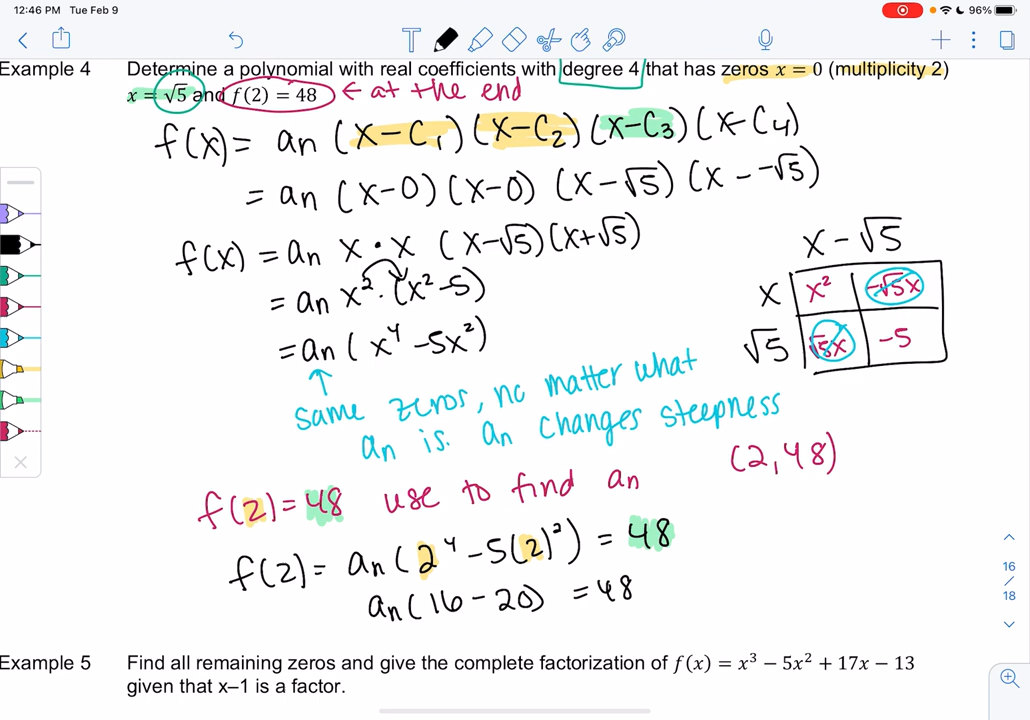 12:46 PM Tue Feb 9
96%
Example 4 Determine a polynomial with real coefficients with degree 4 that has zeros x = 0 (multiplicity 2)
x = √5 and f(2) = 48 ← at the end
f(x) = an (x-C₁) (x-C₂) (x-C₃) (x-C₄)
= an (x-0) (x-0) (x-√5) (x--√5)
f(x) = an x • x (x-√5)(x+√5)
x - √5
= an x² • (x²-5)
x x² -√5x
= an (x⁴ -5x²)
√5 √5x -5
↑
same zeros, no matter what
an is. an changes steepness
(2,48)
f(2) = 48 use to find an
f(2) = an (2⁴ - 5(2)²) = 48
an (16 - 20) = 48
16
/
18
Example 5 Find all remaining zeros and give the complete factorization of f(x) = x³ − 5x² + 17x − 13
given that x–1 is a factor.